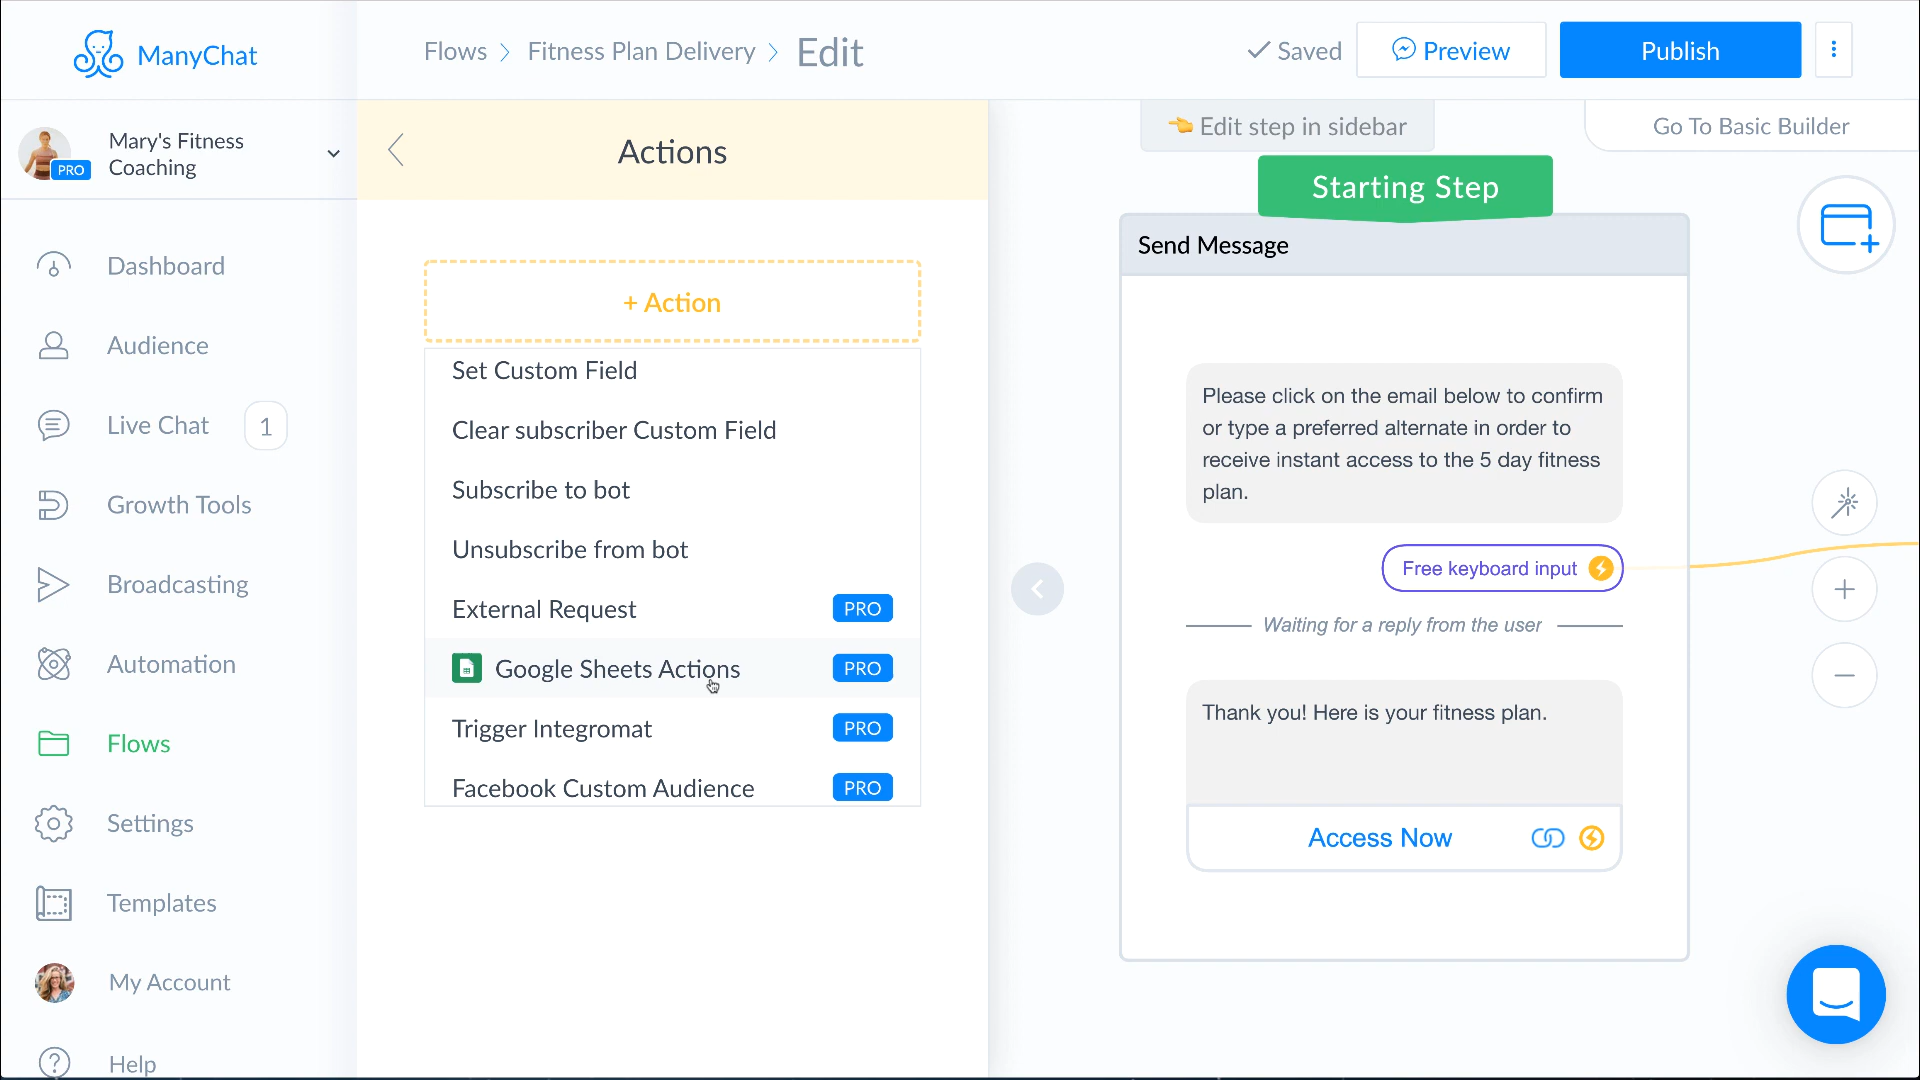 ManyChat
Flows > Fitness Plan Delivery > Edit
Saved
Preview
Publish
Mary's Fitness
Coaching
PRO
Dashboard
Audience
Live Chat 1
Growth Tools
Broadcasting
Automation
Flows
Settings
Templates
My Account
Help
Actions
+ Action
Set Custom Field
Clear subscriber Custom Field
Subscribe to bot
Unsubscribe from bot
External Request PRO
Google Sheets Actions PRO
Trigger Integromat PRO
Facebook Custom Audience PRO
Edit step in sidebar
Go To Basic Builder
Starting Step
Send Message
Please click on the email below to confirm
or type a preferred alternate in order to
receive instant access to the 5 day fitness
plan.
Free keyboard input
Waiting for a reply from the user
Thank you! Here is your fitness plan.
Access Now